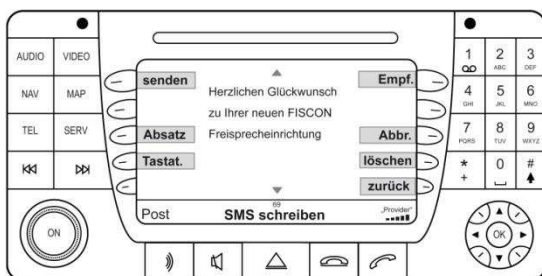 AUDIO
VIDEO
NAV
MAP
TEL
SERV
ON
senden
Absatz
Tastat.
Herzlichen Glückwunsch
zu Ihrer neuen FISCON
Freisprecheinrichtung
Empf.
Abbr.
löschen
zurück
69
Post
SMS schreiben
„Provider“
1
2 ABC
3 DEF
4 GHI
5 JKL
6 MNO
7 PQRS
8 TUV
9 WXYZ
* +
0
#
OK